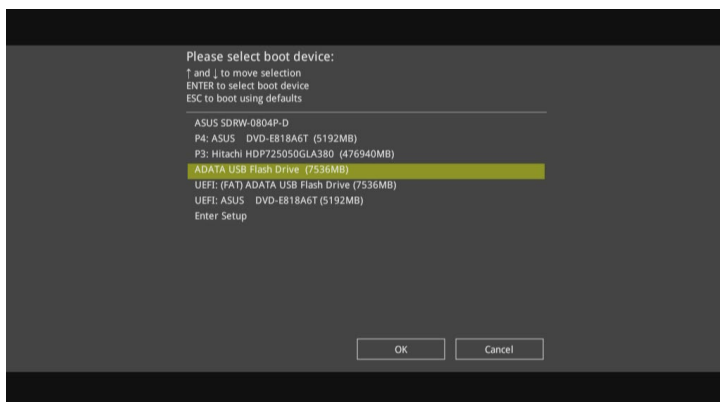 Please select boot device:
↑ and ↓ to move selection
ENTER to select boot device
ESC to boot using defaults
ASUS SDRW-0804P-D
P4: ASUS DVD-E818A6T (5192MB)
P3: Hitachi HDP725050GLA380 (476940MB)
ADATA USB Flash Drive (7536MB)
UEFI: (FAT) ADATA USB Flash Drive (7536MB)
UEFI: ASUS DVD-E818A6T (5192MB)
Enter Setup
OK Cancel